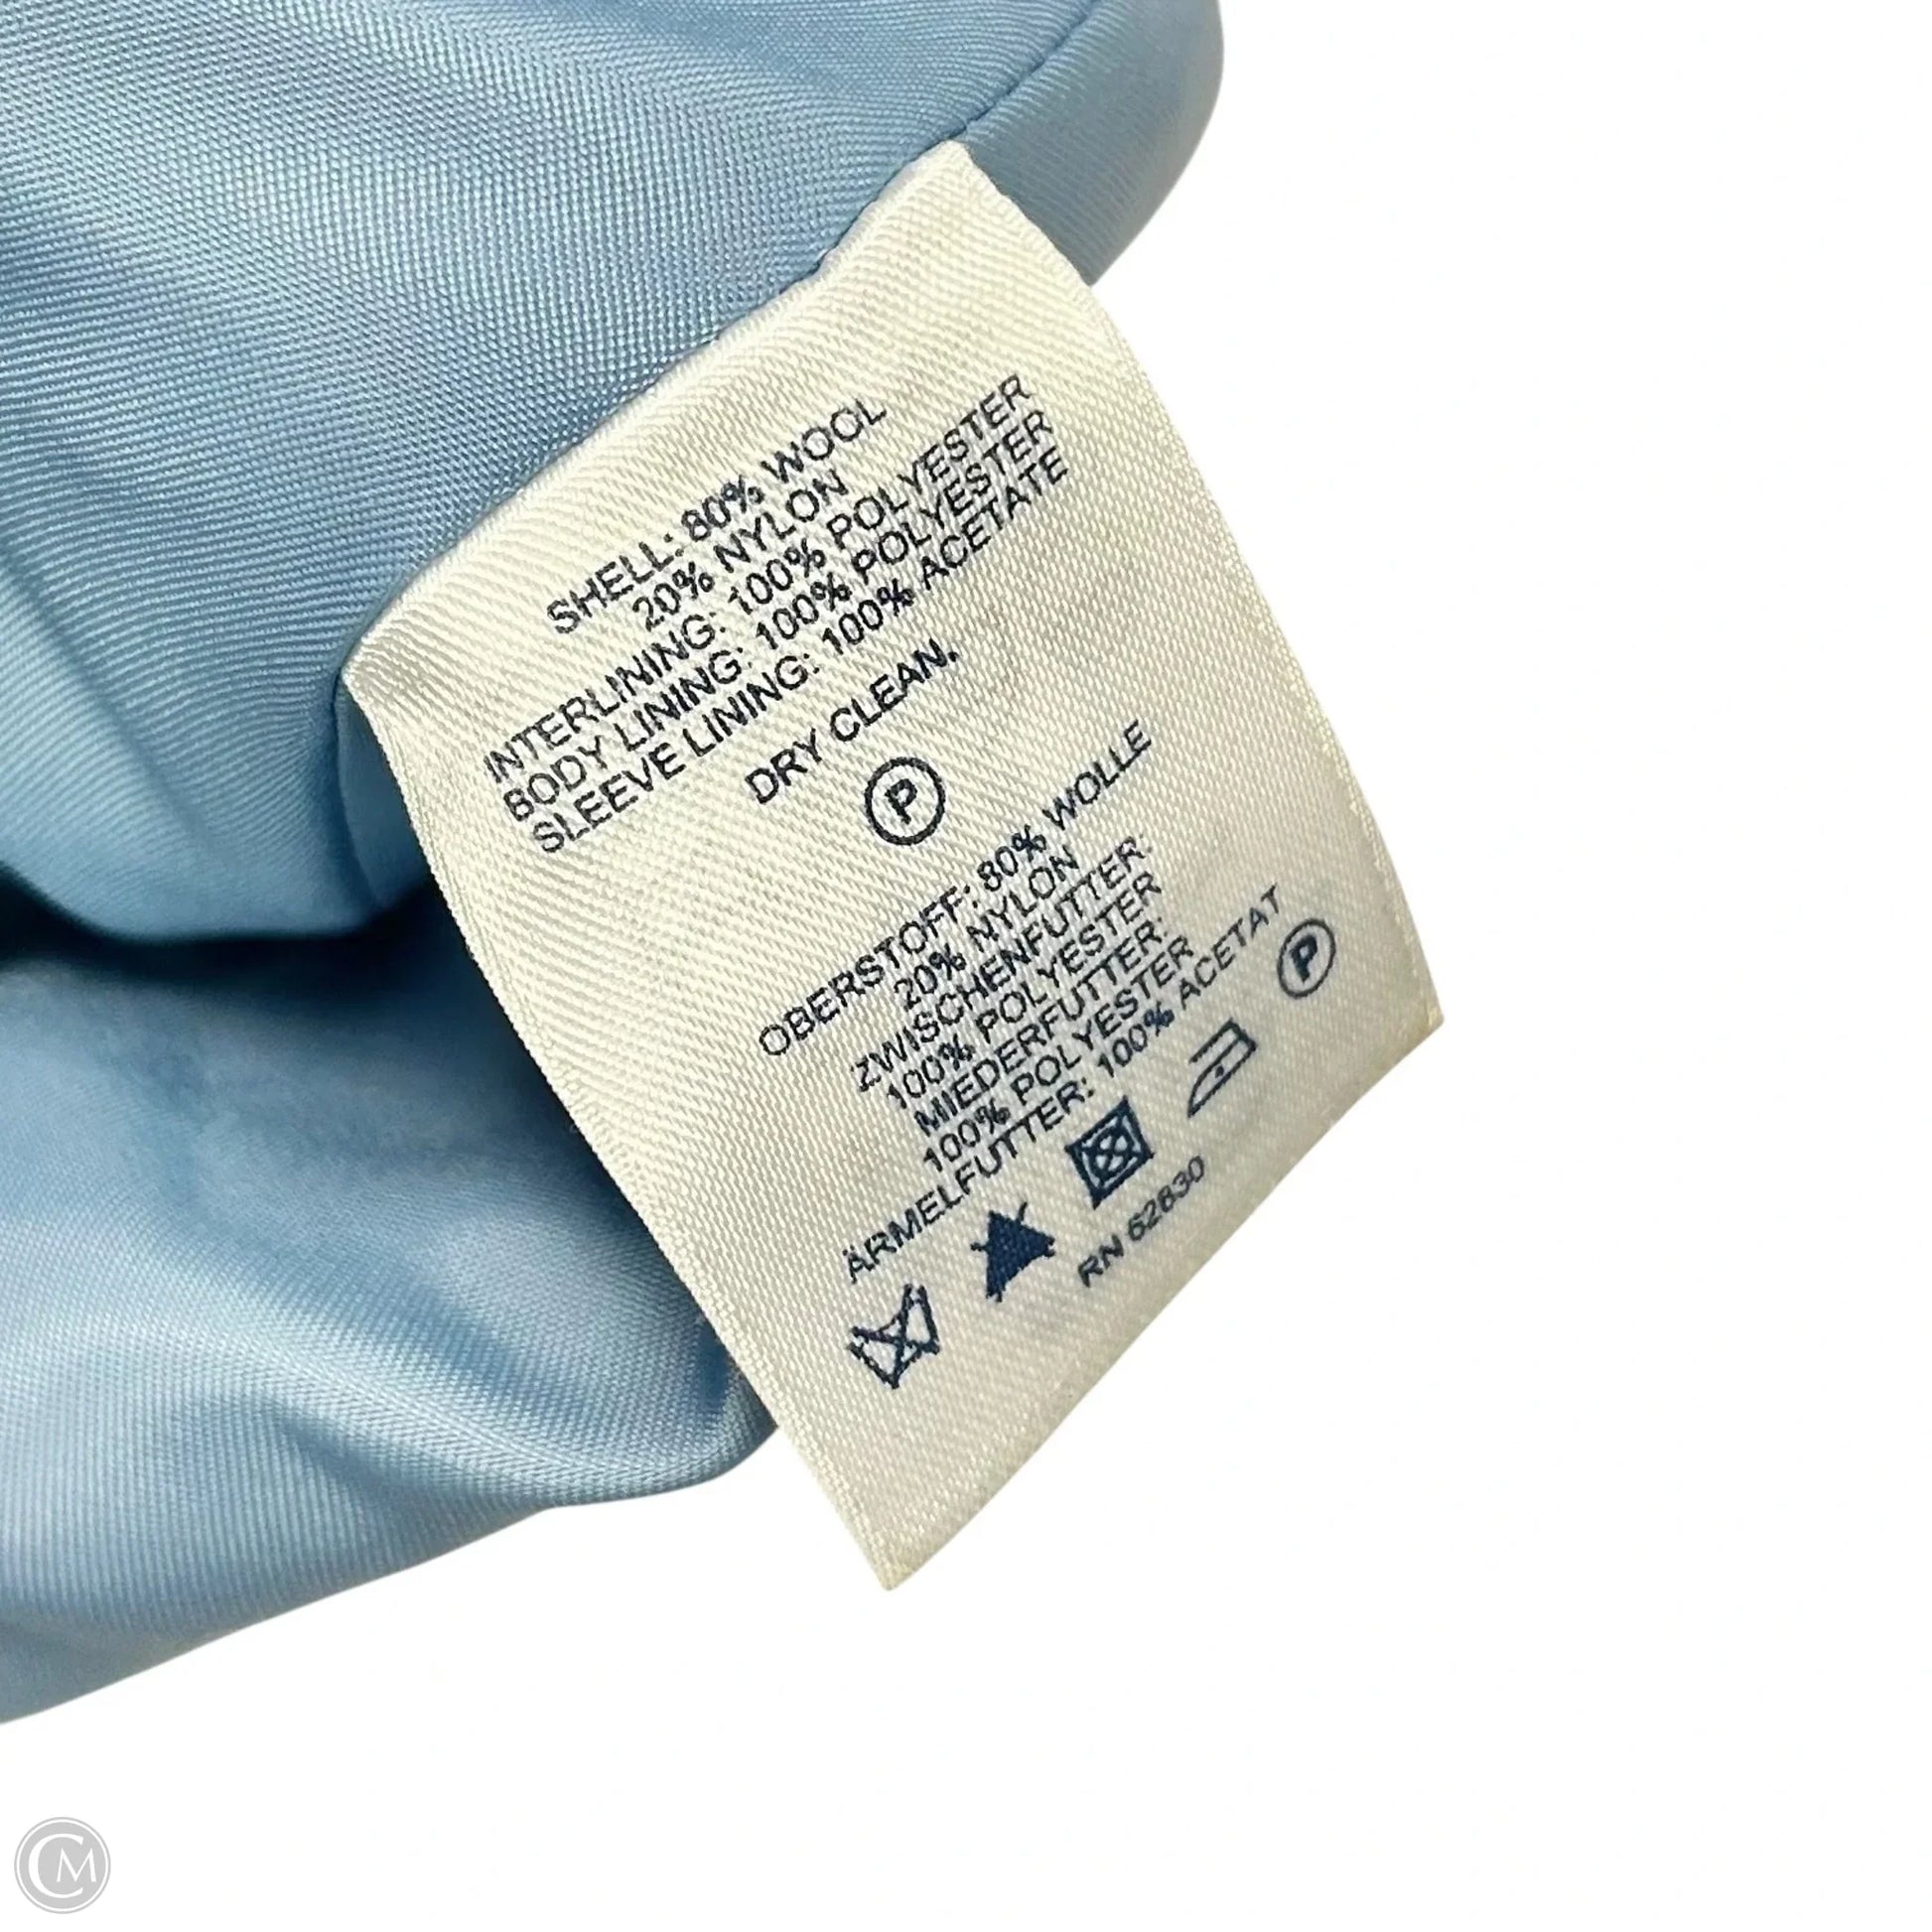 SHELL: 80% WOOL
20% NYLON
INTERLINING: 100% POLYESTER
BODY LINING: 100% POLYESTER
SLEEVE LINING: 100% ACETATE
DRY CLEAN.
P
OBERSTOFF: 80% WOLLE
20% NYLON
ZWISCHENFUTTER:
100% POLYESTER
MIEDERFUTTER:
100% POLYESTER
ÄRMELFUTTER: 100% ACETAT
P
RN 62830
CM